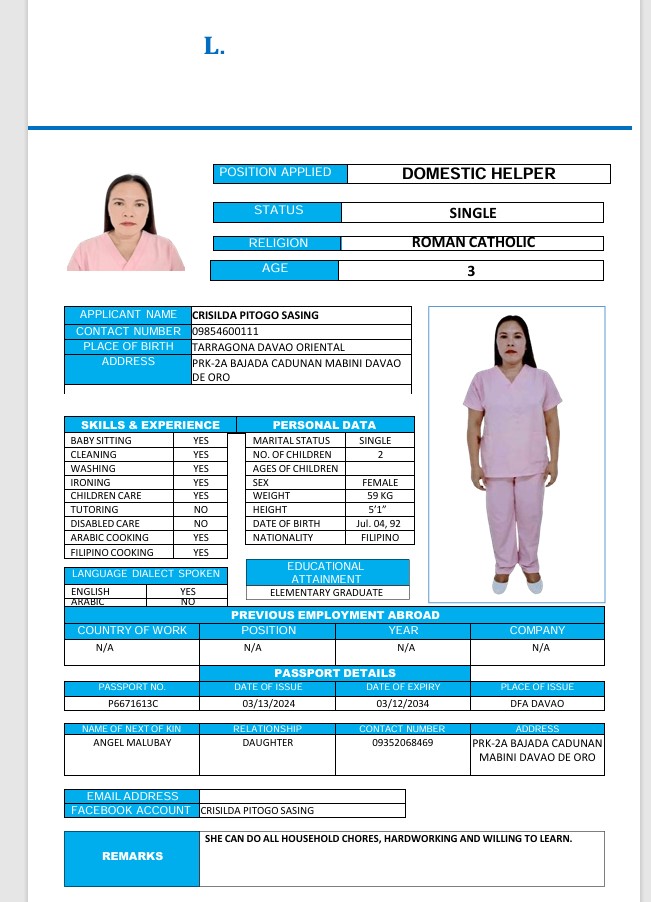 L.
POSITION APPLIED DOMESTIC HELPER
STATUS SINGLE
RELIGION ROMAN CATHOLIC
AGE 3
APPLICANT NAME CRISILDA PITOGO SASING
CONTACT NUMBER 09854600111
PLACE OF BIRTH TARRAGONA DAVAO ORIENTAL
ADDRESS PRK-2A BAJADA CADUNAN MABINI DAVAO
DE ORO
SKILLS & EXPERIENCE PERSONAL DATA
BABY SITTING YES MARITAL STATUS SINGLE
CLEANING YES NO. OF CHILDREN 2
WASHING YES AGES OF CHILDREN
IRONING YES SEX FEMALE
CHILDREN CARE YES WEIGHT 59 KG
TUTORING NO HEIGHT 5'1"
DISABLED CARE NO DATE OF BIRTH Jul. 04, 92
ARABIC COOKING YES NATIONALITY FILIPINO
FILIPINO COOKING YES
EDUCATIONAL
ATTAINMENT
LANGUAGE DIALECT SPOKEN
ENGLISH YES ELEMENTARY GRADUATE
ARABIC NO
PREVIOUS EMPLOYMENT ABROAD
COUNTRY OF WORK POSITION YEAR COMPANY
N/A N/A N/A N/A
PASSPORT DETAILS
PASSPORT NO. DATE OF ISSUE DATE OF EXPIRY PLACE OF ISSUE
P6671613C 03/13/2024 03/12/2034 DFA DAVAO
NAME OF NEXT OF KIN RELATIONSHIP CONTACT NUMBER ADDRESS
ANGEL MALUBAY DAUGHTER 09352068469 PRK-2A BAJADA CADUNAN
MABINI DAVAO DE ORO
EMAIL ADDRESS
FACEBOOK ACCOUNT CRISILDA PITOGO SASING
REMARKS SHE CAN DO ALL HOUSEHOLD CHORES, HARDWORKING AND WILLING TO LEARN.